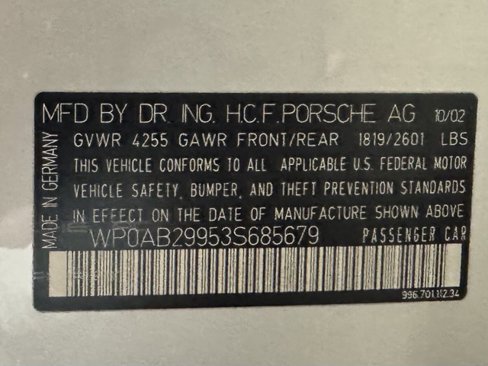 MFD BY DR. ING. H.C.F. PORSCHE AG 10/02
GVWR 4255 GAWR FRONT/REAR 1819/2601 LBS
THIS VEHICLE CONFORMS TO ALL APPLICABLE U.S. FEDERAL MOTOR
VEHICLE SAFETY, BUMPER, AND THEFT PREVENTION STANDARDS
IN EFFECT ON THE DATE OF MANUFACTURE SHOWN ABOVE
WP0AB29953S685679 PASSENGER CAR
996.701.112.34
MADE IN GERMANY